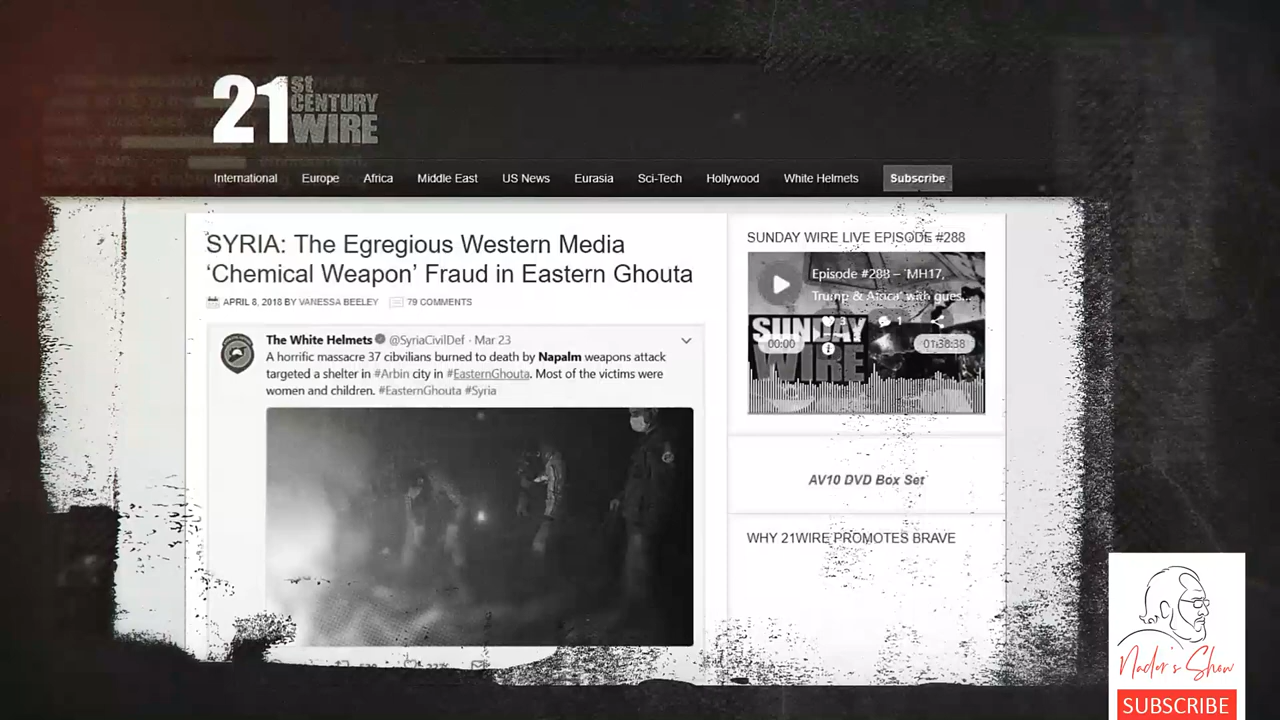 21 st
CENTURY
WIRE
International Europe Africa Middle East US News Eurasia Sci-Tech Hollywood White Helmets Subscribe
SYRIA: The Egregious Western Media
‘Chemical Weapon’ Fraud in Eastern Ghouta
APRIL 8, 2018 BY VANESSA BEELEY 79 COMMENTS
The White Helmets @SyriaCivilDef · Mar 23
A horrific massacre 37 cibvilians burned to death by Napalm weapons attack
targeted a shelter in #Arbin city in #EasternGhouta. Most of the victims were
women and children. #EasternGhouta #Syria
SUNDAY WIRE LIVE EPISODE #288
Episode #288 – ‘MH17,
Trump & Africa’ with gues...
3 1
SUNDAY
WIRE
00:00 01:38:38
AV10 DVD Box Set
WHY 21WIRE PROMOTES BRAVE
Nader's Show
SUBSCRIBE